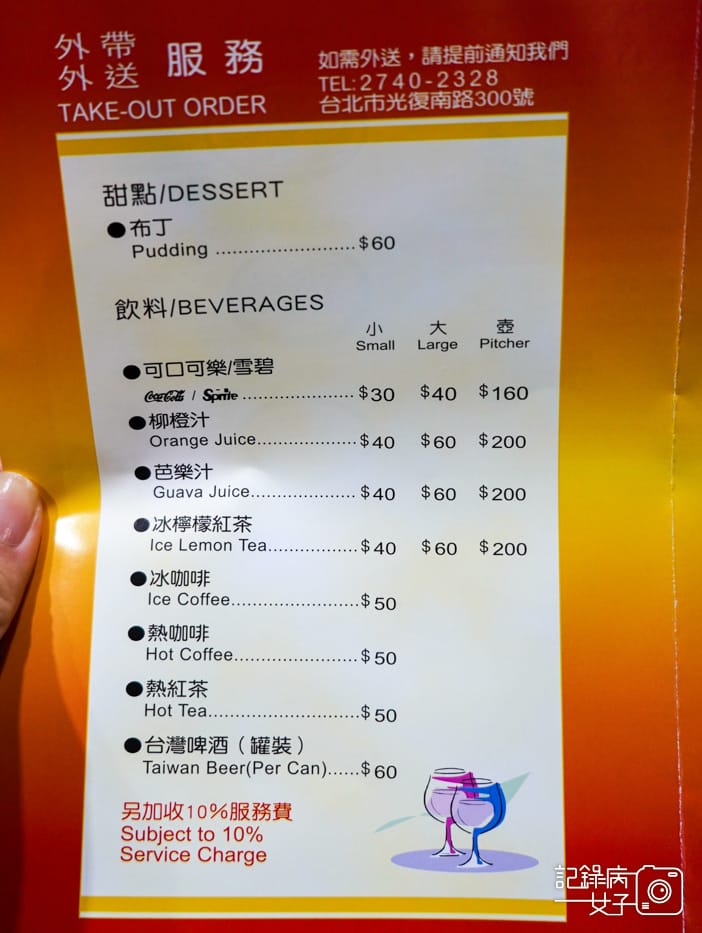 外帶 服務
外送
TAKE-OUT ORDER
如需外送，請提前通知我們
TEL:2740-2328
台北市光復南路300號
甜點/DESSERT
●布丁
Pudding .........................$60
飲料/BEVERAGES
小 大 壺
Small Large Pitcher
●可口可樂/雪碧
Coca-Cola / Sprite ....................$30 $40 $160
●柳橙汁
Orange Juice..................$40 $60 $200
●芭樂汁
Guava Juice...................$40 $60 $200
●冰檸檬紅茶
Ice Lemon Tea................$40 $60 $200
●冰咖啡
Ice Coffee.......................$50
●熱咖啡
Hot Coffee......................$50
●熱紅茶
Hot Tea...........................$50
●台灣啤酒（罐裝）
Taiwan Beer(Per Can)......$60
另加收10%服務費
Subject to 10%
Service Charge
記錄病
女子